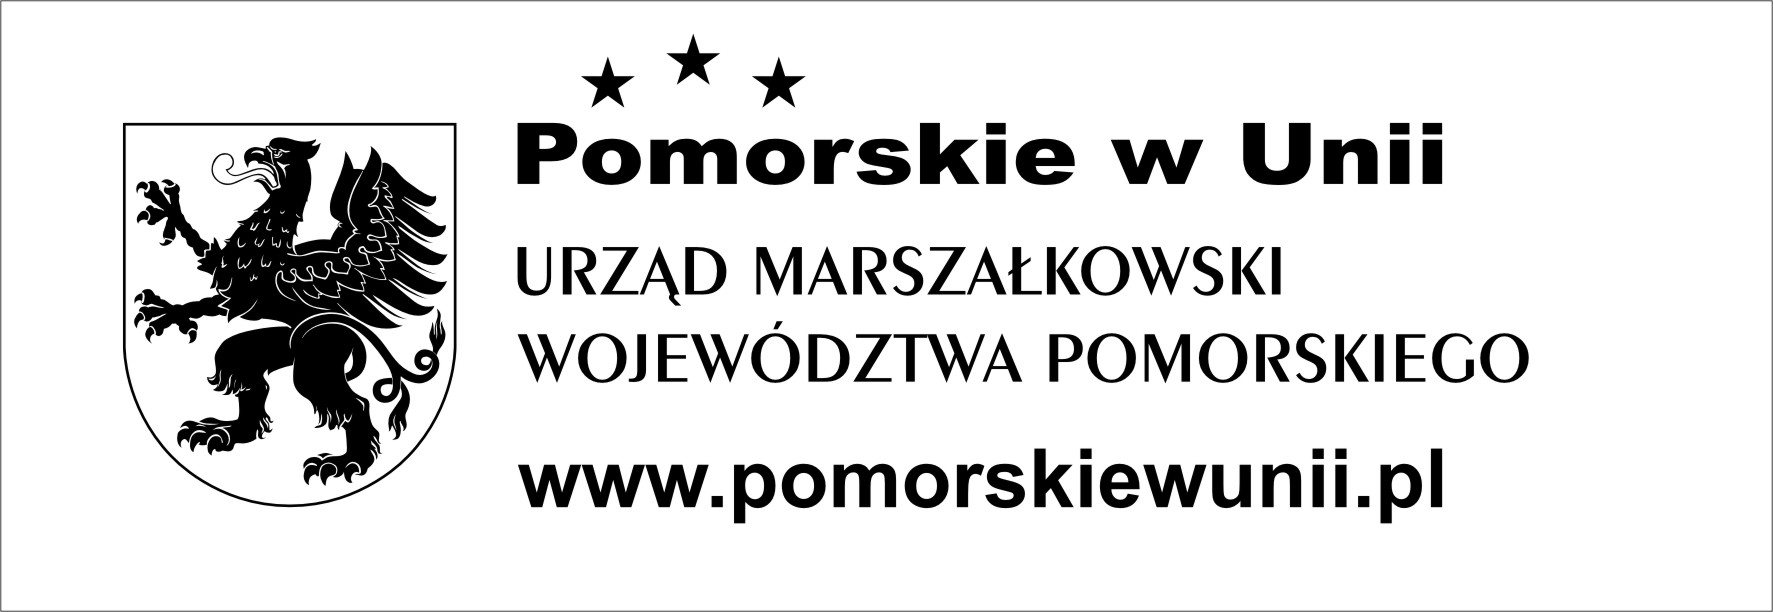 Pomorskie w Unii
URZĄD MARSZAŁKOWSKI
WOJEWÓDZTWA POMORSKIEGO
www.pomorskiewunii.pl